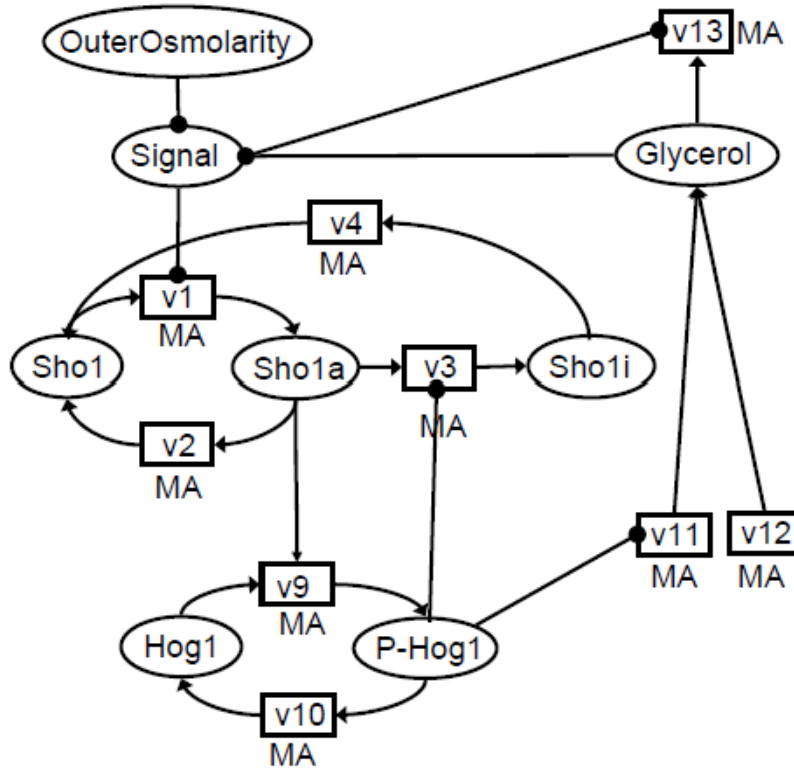 OuterOsmolarity
v13 MA
Signal
Glycerol
v4
MA
v1
MA
Sho1
Sho1a
v3
MA
Sho1i
v2
MA
v11
MA
v12
MA
v9
MA
Hog1
P-Hog1
v10
MA